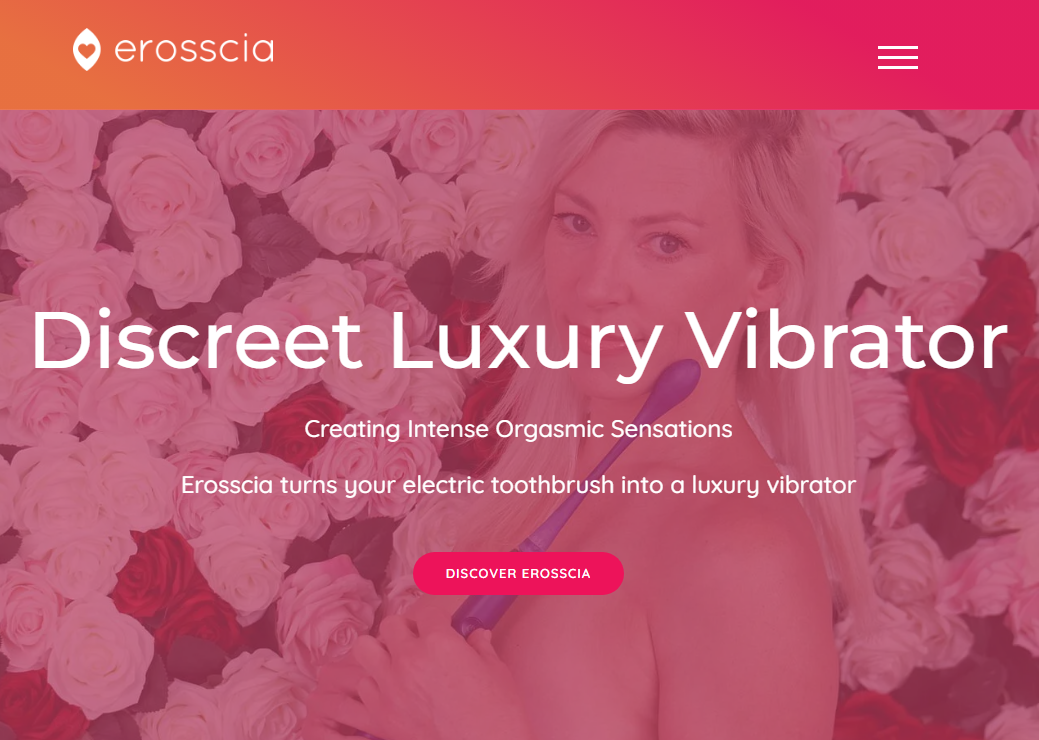 erosscia
Discreet Luxury Vibrator
Creating Intense Orgasmic Sensations
Erosscia turns your electric toothbrush into a luxury vibrator
DISCOVER EROSSCIA